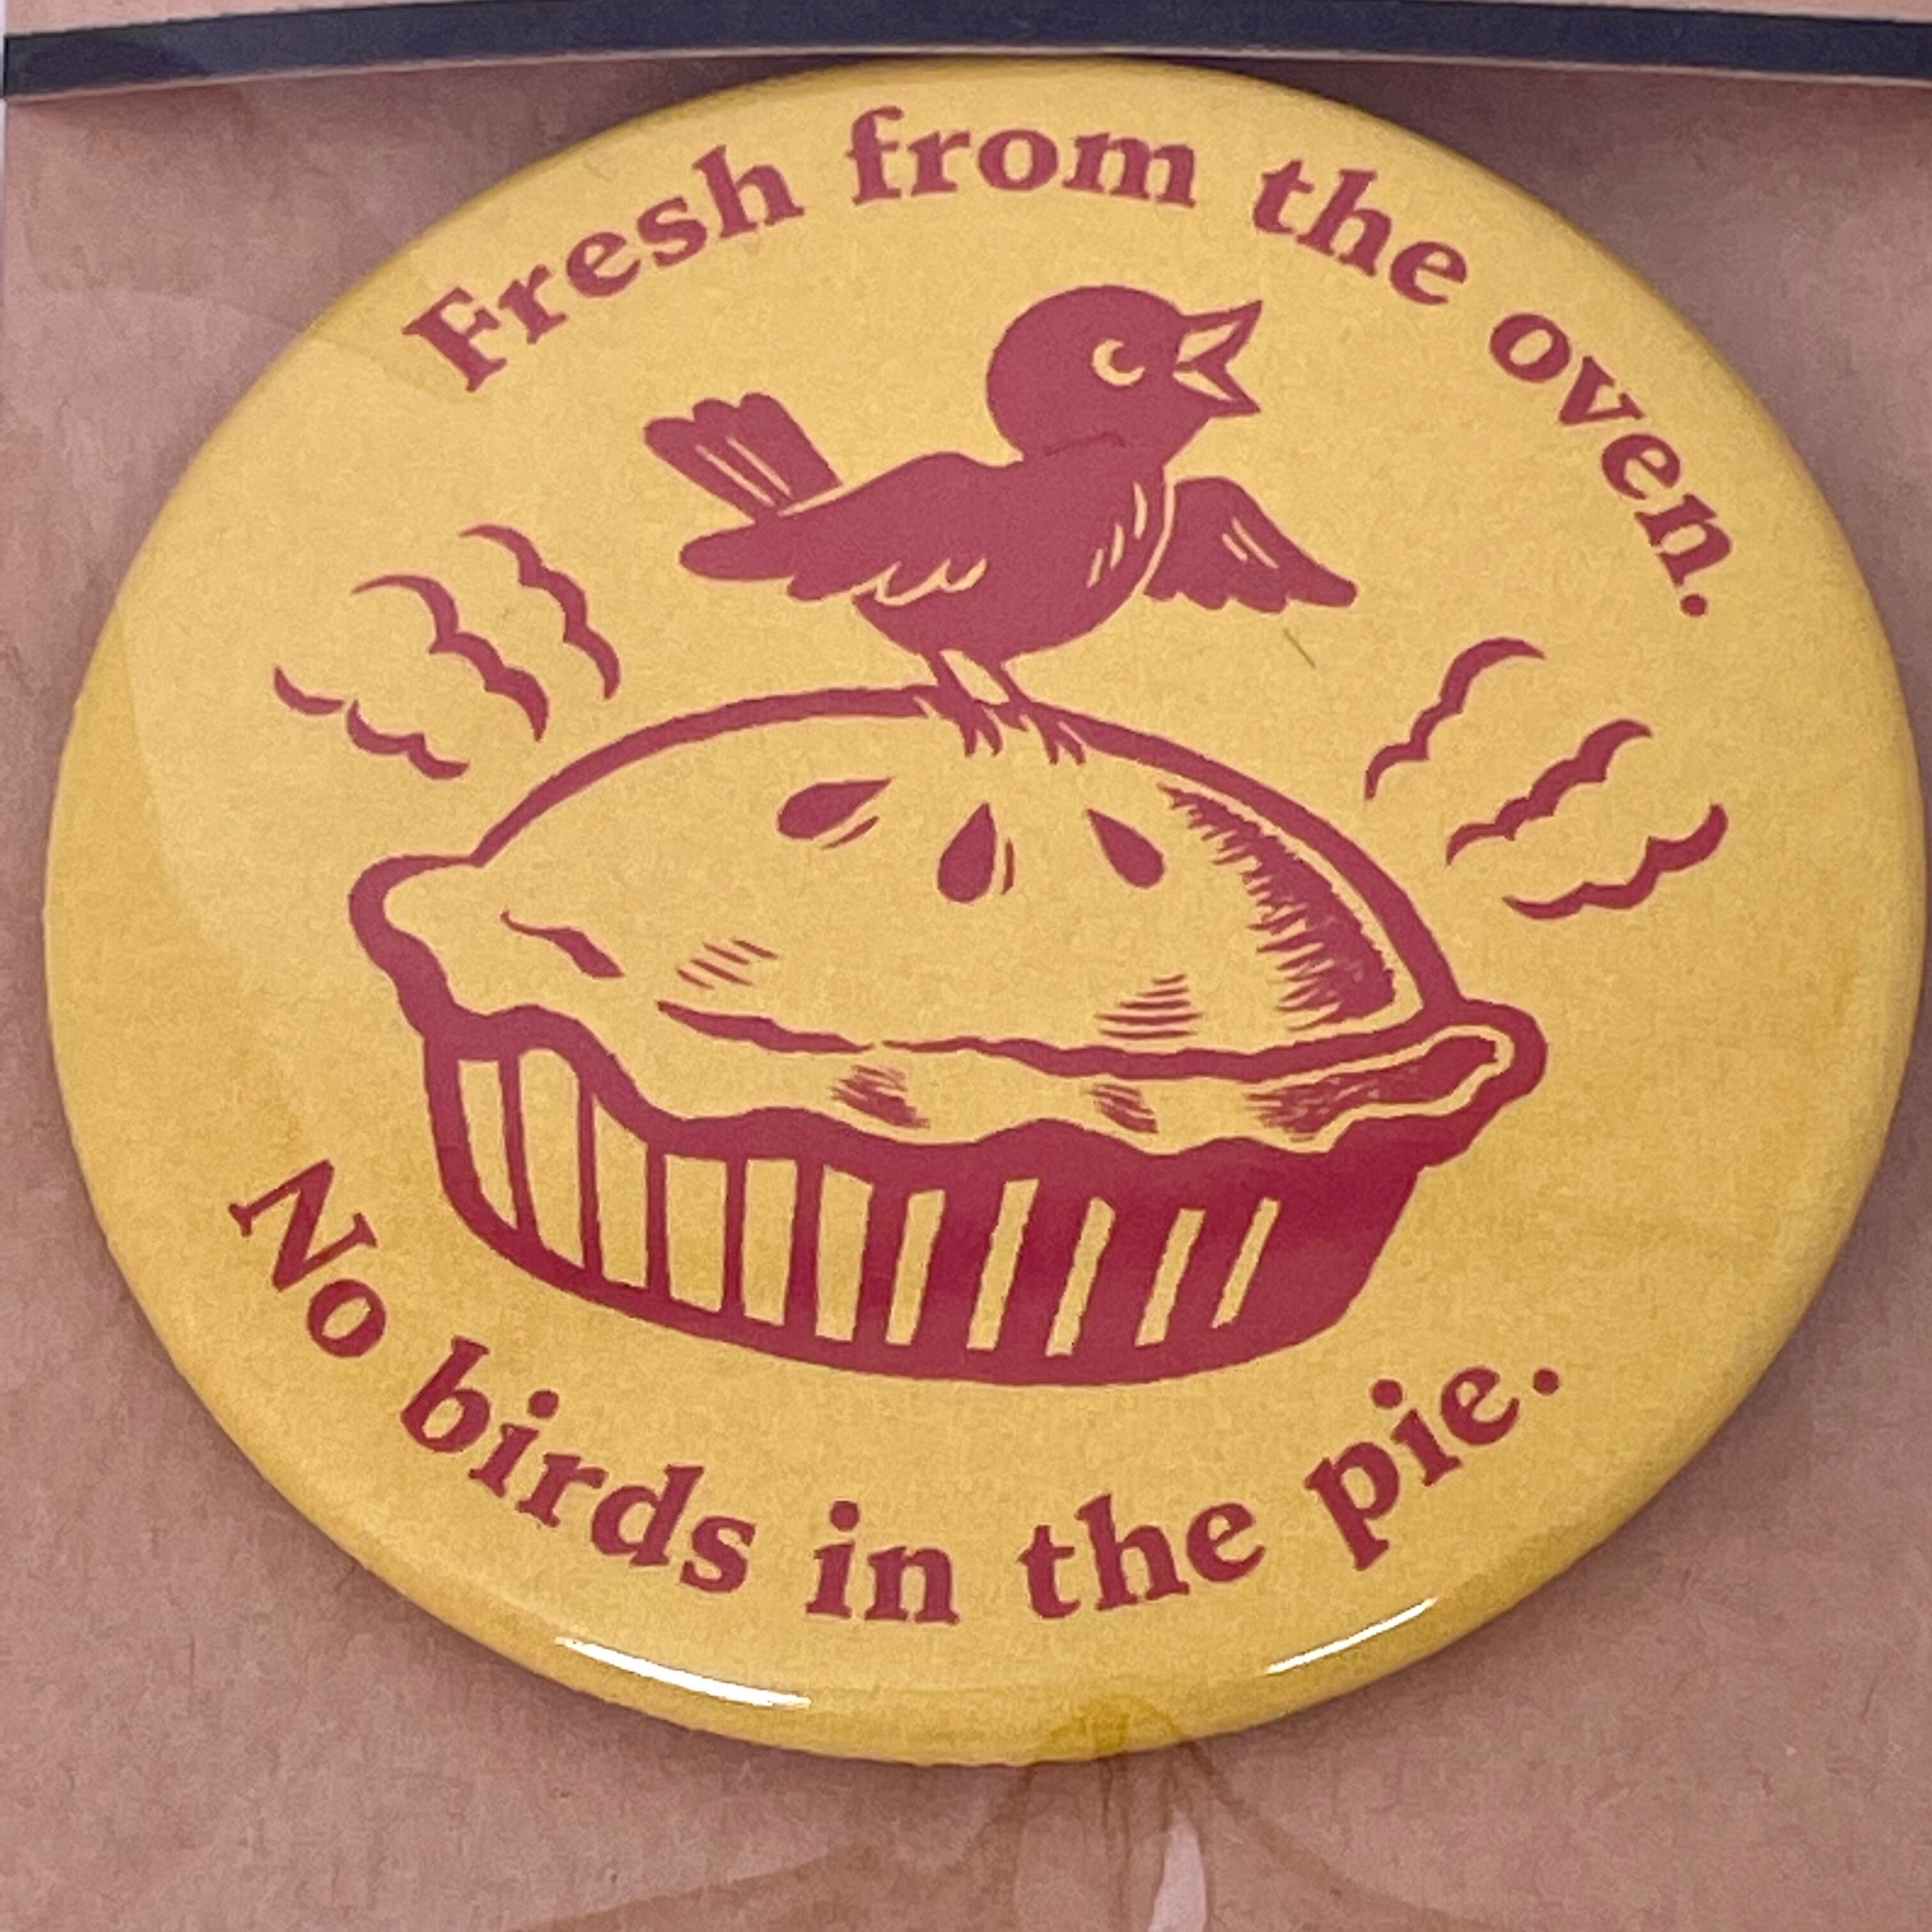 Fresh from the oven.
No birds in the pie.